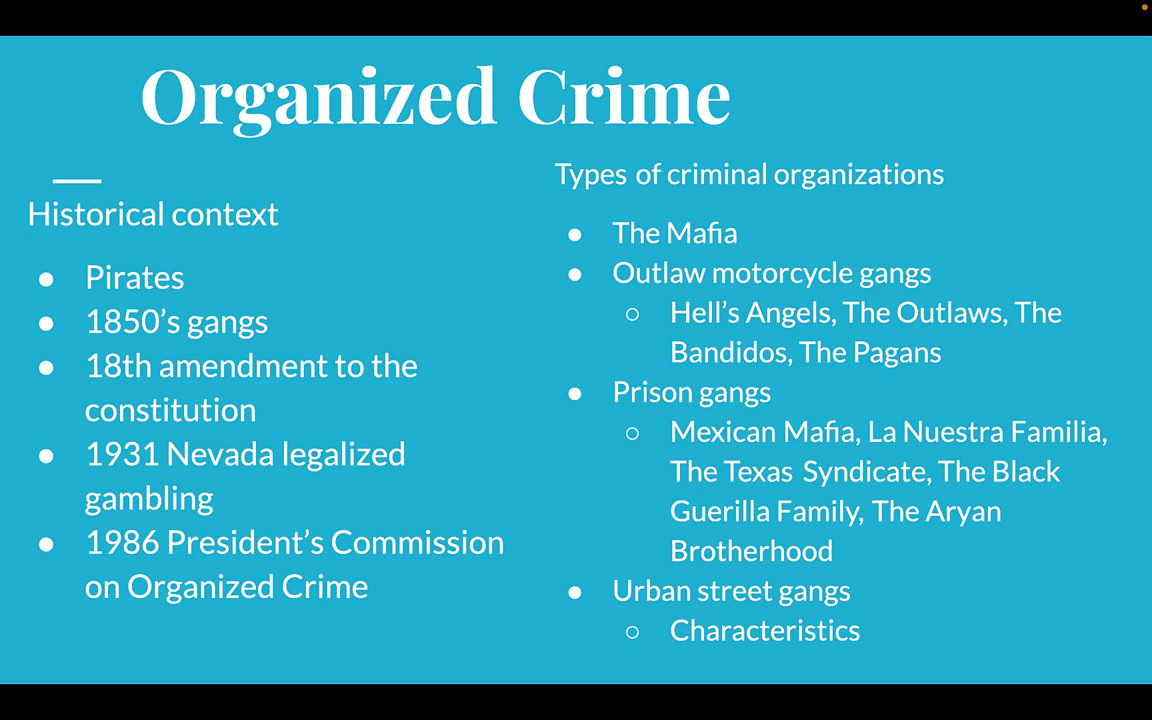 Organized Crime
Historical context
● Pirates
● 1850’s gangs
● 18th amendment to the
constitution
● 1931 Nevada legalized
gambling
● 1986 President’s Commission
on Organized Crime
Types of criminal organizations
● The Mafia
● Outlaw motorcycle gangs
○ Hell’s Angels, The Outlaws, The
Bandidos, The Pagans
● Prison gangs
○ Mexican Mafia, La Nuestra Familia,
The Texas Syndicate, The Black
Guerilla Family, The Aryan
Brotherhood
● Urban street gangs
○ Characteristics